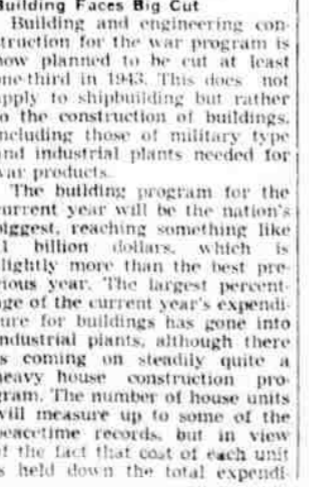 Building Faces Big Cut
Building and engineering con-
truction for the war program is
now planned to be cut at least
one-third in 1943. This does not
apply to shipbuilding but rather
to the construction of buildings,
including those of military type
and industrial plants needed for
war products.
The building program for the
current year will be the nation's
biggest, reaching something like
1 billion dollars, which is
slightly more than the best pre-
vious year. The largest percent-
age of the current year's expendi-
ture for buildings has gone into
industrial plants, although there
is coming on steadily quite a
heavy house construction pro-
gram. The number of house units
will measure up to some of the
peacetime records, but in view
of the fact that cost of each unit
is held down the total expendi-